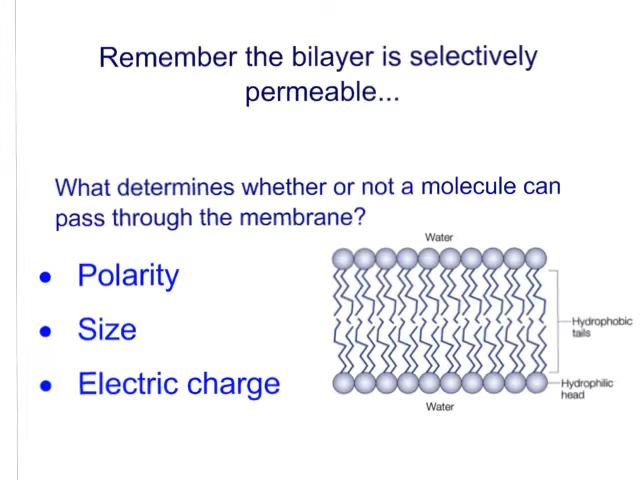 Remember the bilayer is selectively
permeable...
What determines whether or not a molecule can
pass through the membrane?
• Polarity
• Size
• Electric charge
Water
Hydrophobic
tails
Hydrophilic
head
Water